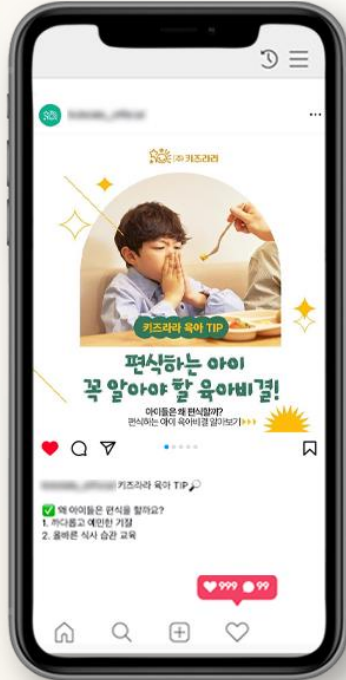 (주)키즈라라
키즈라라 육아 TIP
편식하는 아이
꼭 알아야 할 육아비결!
아이들은 왜 편식할까?
편식하는 아이 육아비결 알아보기
키즈라라 육아 TIP
왜 아이들은 편식을 할까요?
1. 까다롭고 예민한 기질
2. 올바른 식사 습관 교육
999 99